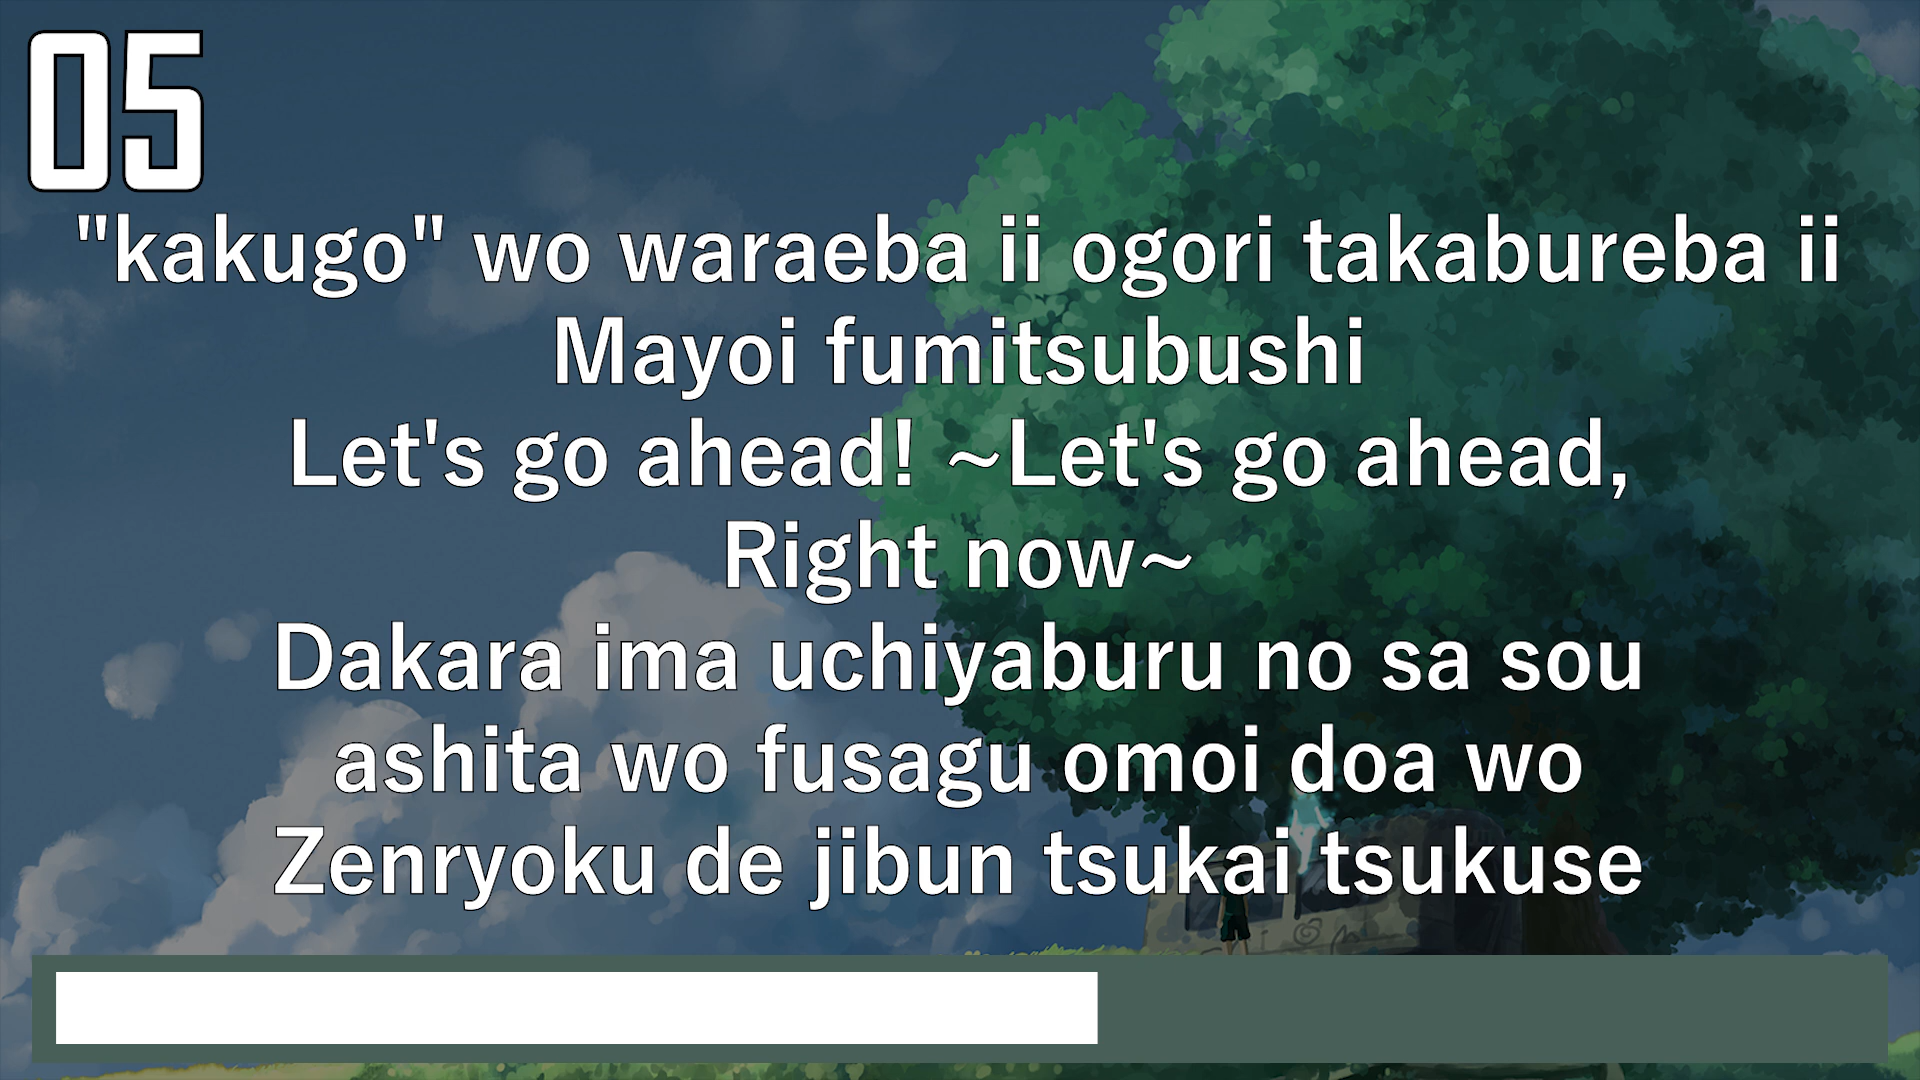 05
"kakugo" wo waraeba ii ogori takabureba ii
Mayoi fumitsubushi
Let's go ahead! ~Let's go ahead,
Right now~
Dakara ima uchiyaburu no sa sou
ashita wo fusagu omoi doa wo
Zenryoku de jibun tsukai tsukuse